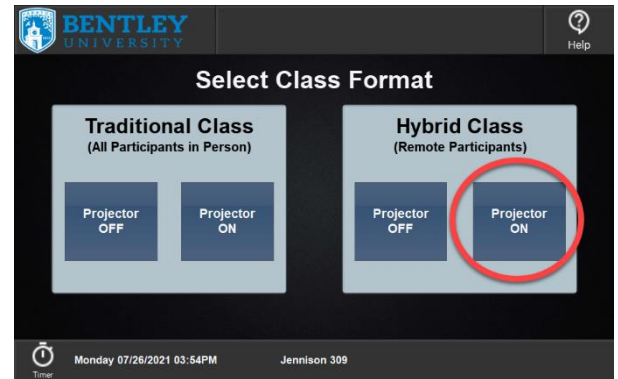 BENTLEY
UNIVERSITY
Help
Select Class Format
Traditional Class
(All Participants in Person)
Projector
OFF
Projector
ON
Hybrid Class
(Remote Participants)
Projector
OFF
Projector
ON
Timer
Monday 07/26/2021 03:54PM
Jennison 309